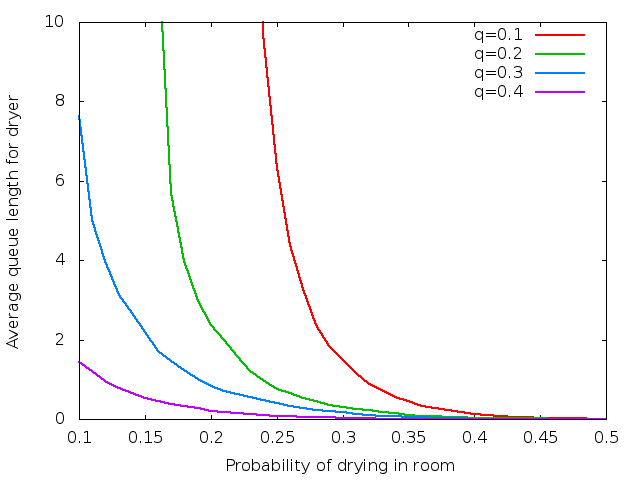 Average queue length for dryer
10
8
6
4
2
0
q=0.1
q=0.2
q=0.3
q=0.4
0.1 0.15 0.2 0.25 0.3 0.35 0.4 0.45 0.5
Probability of drying in room